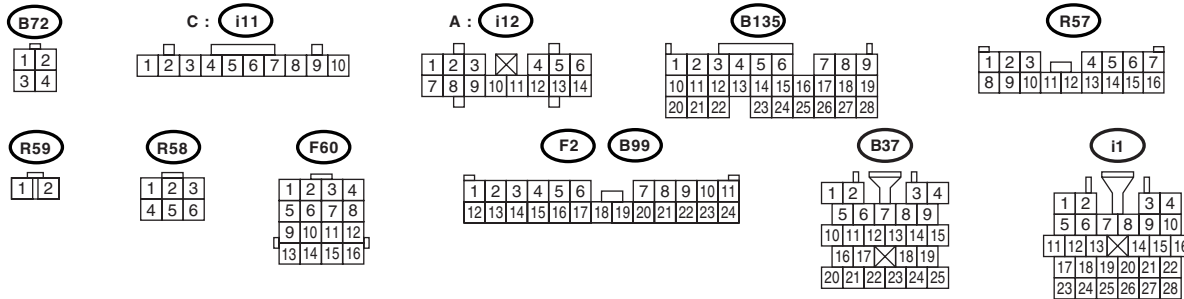 B72
C : i11
A : i12
B135
R57
1 2
3 4
1 2 3 4 5 6 7 8 9 10
1 2 3 4 5 6
7 8 9 10 11 12 13 14
1 2 3 4 5 6 7 8 9
10 11 12 13 14 15 16 17 18 19
20 21 22 23 24 25 26 27 28
1 2 3 4 5 6 7
8 9 10 11 12 13 14 15 16
R59
R58
F60
F2 B99
B37
i1
1 2
1 2 3
4 5 6
1 2 3 4
5 6 7 8
9 10 11 12
13 14 15 16
1 2 3 4 5 6 7 8 9 10 11
12 13 14 15 16 17 18 19 20 21 22 23 24
1 2 3 4
5 6 7 8 9
10 11 12 13 14 15
16 17 18 19
20 21 22 23 24 25
1 2 3 4
5 6 7 8 9 10
11 12 13 14 15 16
17 18 19 20 21 22
23 24 25 26 27 28